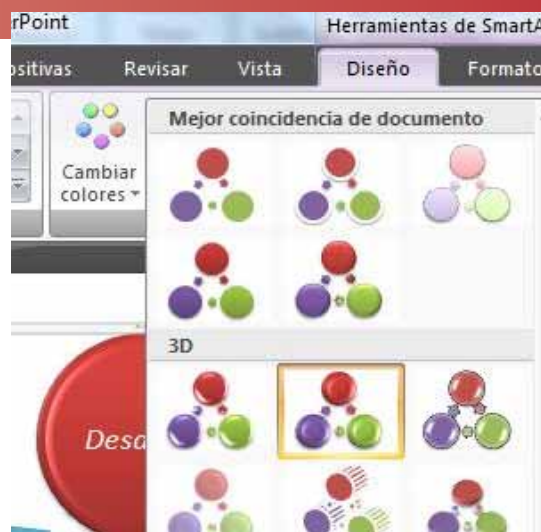 rPoint
Herramientas de SmartA
ositivas Revisar Vista Diseño Formato
Cambiar
colores
Mejor coincidencia de documento
3D
Desa